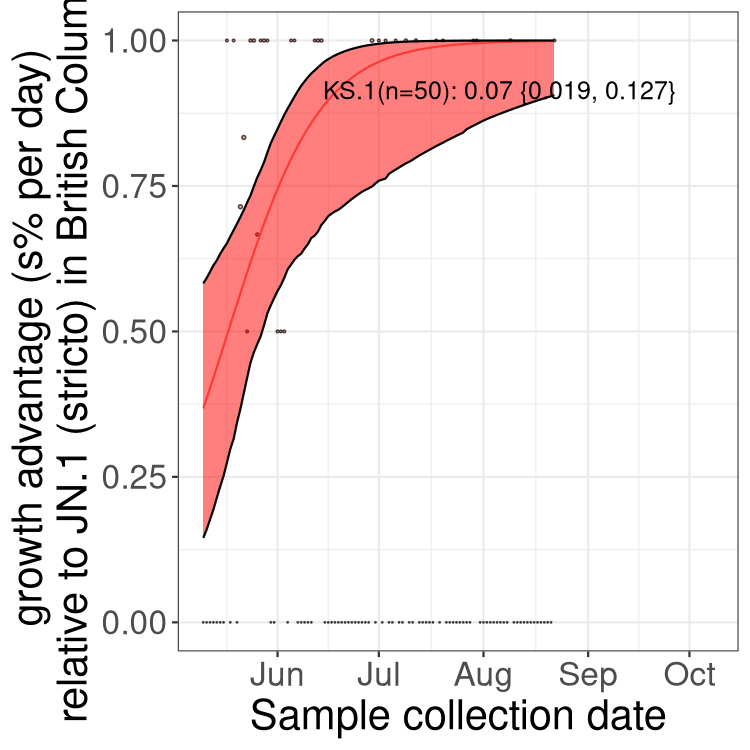 growth advantage (s% per day)
relative to JN.1 (stricto) in British Colum
1.00
0.75
0.50
0.25
0.00
KS.1(n=50): 0.07 {0.019, 0.127}
Jun Jul Aug Sep Oct
Sample collection date